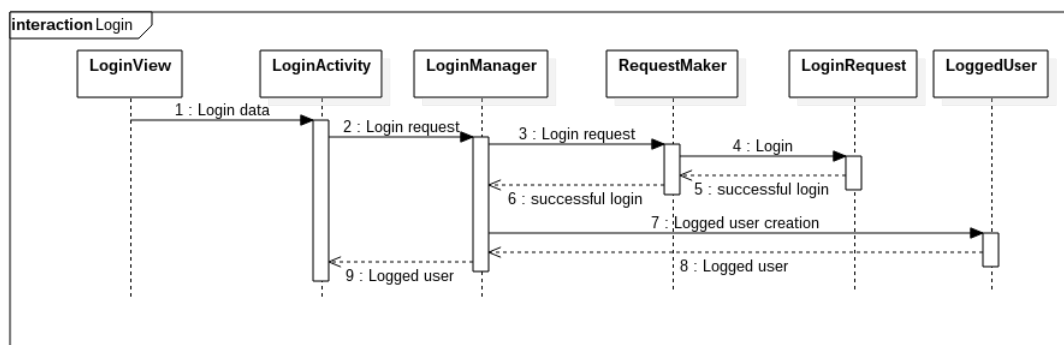 interaction Login
LoginView LoginActivity LoginManager RequestMaker LoginRequest LoggedUser
1 : Login data
2 : Login request
3 : Login request
4 : Login
5 : successful login
6 : successful login
7 : Logged user creation
8 : Logged user
9 : Logged user